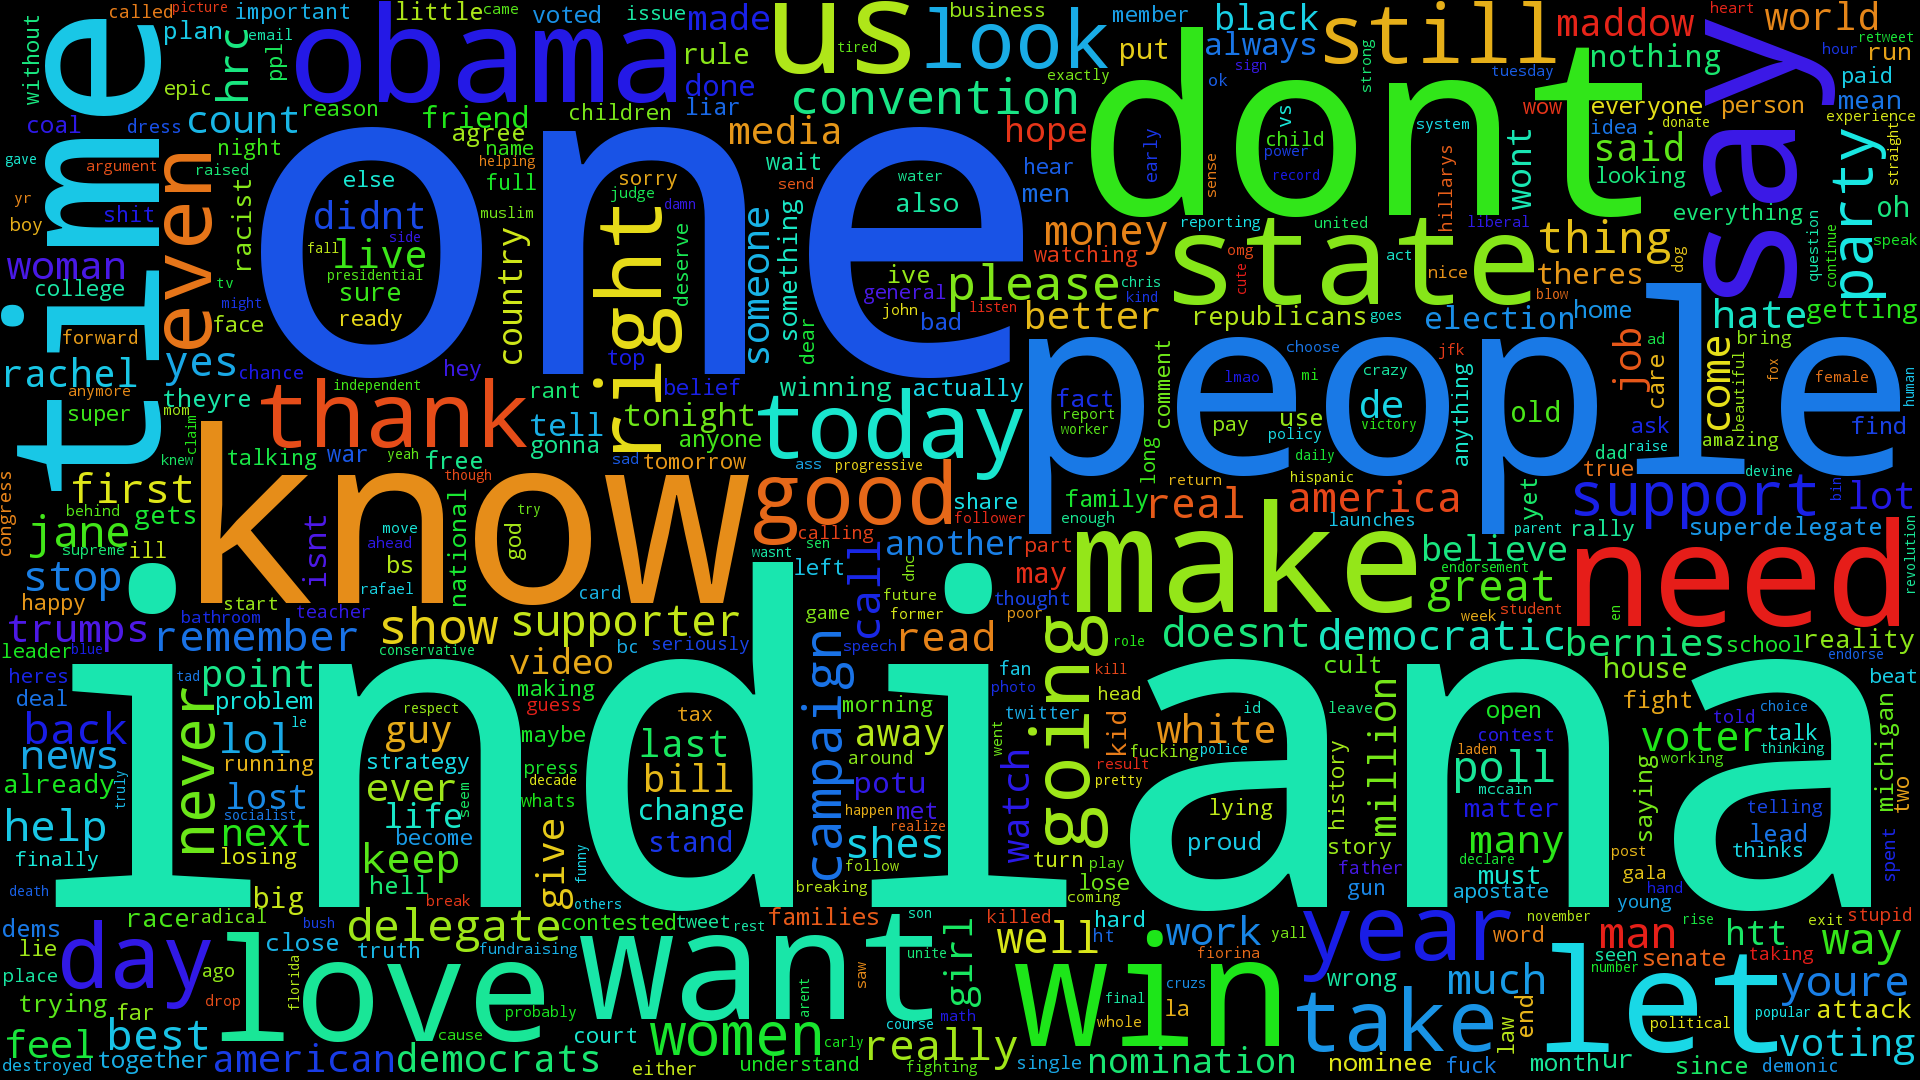 called picture important little came voted issue made us look business member black always still maddow world heart
without time plan email hrc ppl obama rule tired put nothing run retweet
epic reason done convention exactly dont tuesday say hour paid
coal dress count friend children liar media hope strong wow everyone person mean
night agree name wait hear early vs child system idea donate said experience
gave argument raised else helping full sorry water men power sense record hillarys wont looking party straight
yr shit even racist didnt one right judge send also money state united liberal everything oh
boy woman live muslim damn someone something ive watching reporting act omg thing question speak
college tv fall side presidential country deserve general please chris nice theres dog continue
forward might sure ready john listen kind cute blow
face dear bad better republicans goes election home hate getting
rachel yes chance hey top belief winning actually people choose jfk job ad bring
anymore theyre independent rant fact lmao mi crazy care come beautiful fox female human
super mom thank tell tonight today report comment use de old ask find
claim gonna anyone worker pay policy victory anything dad raise amazing
knew talking war yeah free sad tomorrow ass progressive long daily true devine
congress first know though good share return hispanic yet support bin lot
behind gets isnt try family real america
jane god calling follower enough launches parent rally superdelegate
supreme ill move national wasnt sen another part make believe revolution
stop ahead bs left call dnc may endorsement great need
happy start rafael card future thought
bathroom teacher game former poor week student en
trumps remember show supporter campaign read going role doesnt democratic bernies school reality
leader blue conservative bc seriously speech endorse
heres tad point video fan kill cult house beat
deal indiana problem respect making guess tax photo head id leave fight
back never le guy maybe morning twitter white open told choice
news lol strategy last away went kid fucking police history million contest voter talk michigan
running press around watch laden poll thinking
already truly lost ever decade bill potu result mccain saying working two
socialist life seem whats change happen met pretty lying matter telling
help next become stand realize proud many lead
finally losing keep give funny shes turn play story declare post thinks spent
death hell follow lose father must gala
big break others breaking coming gun apostate young hand
dems race radical bush delegate contested tweet rest families son killed hard year november man rise exit stupid
lie close truth fundraising girl well ht work yall word htt way
place day ago love want unite fiorina seen senate taking
trying drop florida saw win final cruzs la wrong much let number youre
far probably arent math whole take end attack
feel best cause court women carly course law political popular voting
destroyed together american democrats either understand really fighting single nomination nominee fuck month ur since demonic